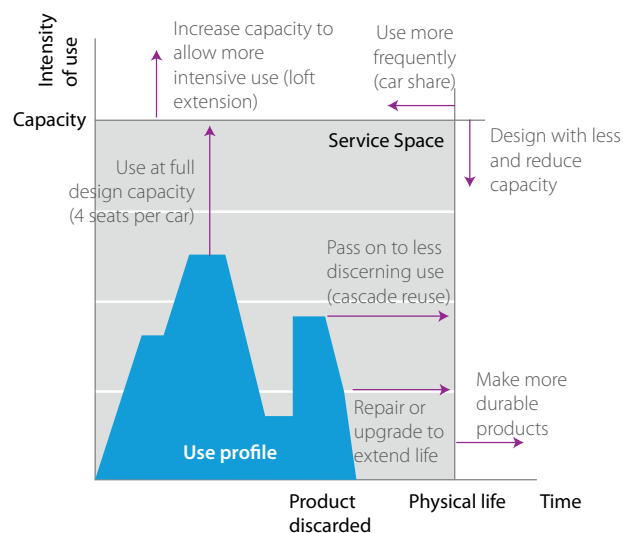 Intensity
of use
Increase capacity to
allow more
intensive use (loft
extension)
Use more
frequently
(car share)
Capacity
Service Space
Design with less
and reduce
capacity
Use at full
design capacity
(4 seats per car)
Pass on to less
discerning use
(cascade reuse)
Make more
durable
products
Repair or
upgrade to
extend life
Use profile
Product
discarded
Physical life
Time